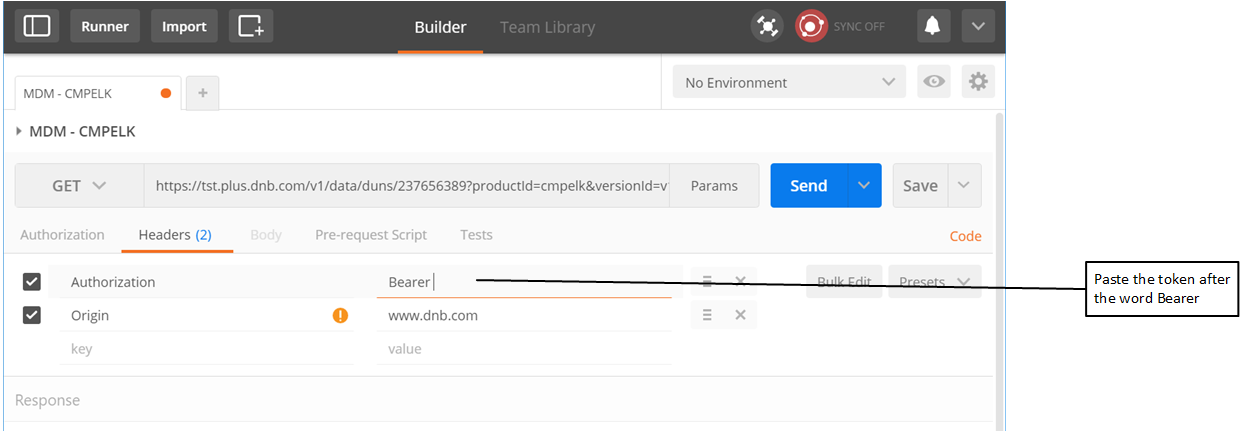 Runner Import Builder Team Library SYNC OFF
MDM - CMPELK + No Environment
MDM - CMPELK
GET https://tst.plus.dnb.com/v1/data/duns/237656389?productId=cmpelk&versionId=v1 Params Send Save
Authorization Headers (2) Body Pre-request Script Tests Code
Authorization Bearer Bulk Edit Presets
Paste the token after
the word Bearer
Origin www.dnb.com
key value
Response